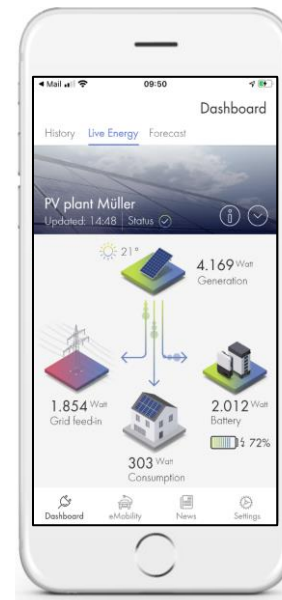 Mail 09:50
Dashboard
History Live Energy Forecast
PV plant Müller
Updated: 14:48 Status
21°
4.169 Watt
Generation
1.854 Watt
Grid feed-in
2.012 Watt
Battery
72%
303 Watt
Consumption
Dashboard eMobility News Settings